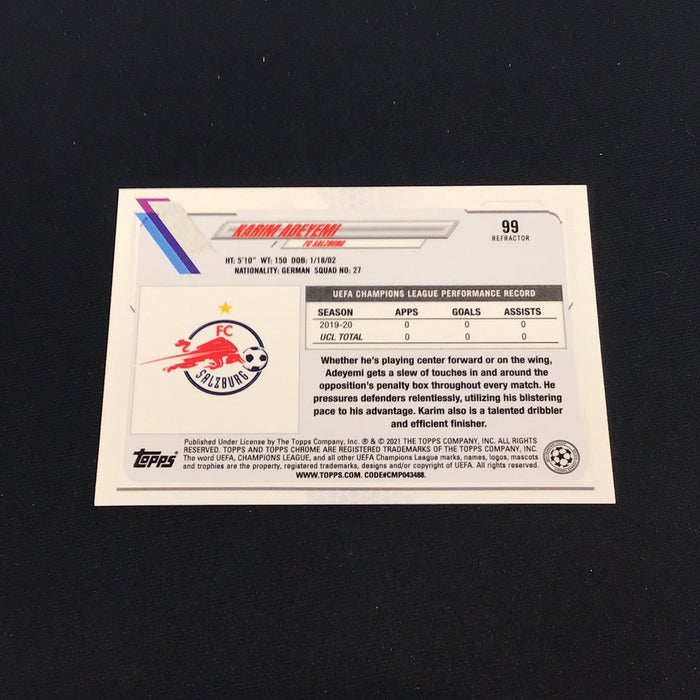 KARIM ADEYEMI
FC SALZBURG
99
REFRACTOR
HT: 5'10" WT: 150 DOB: 1/18/02
NATIONALITY: GERMAN SQUAD NO: 27
FC
SALZBURG
UEFA CHAMPIONS LEAGUE PERFORMANCE RECORD
SEASON APPS GOALS ASSISTS
2019-20 0 0 0
UCL TOTAL 0 0 0
Whether he's playing center forward or on the wing,
Adeyemi gets a slew of touches in and around the
opposition's penalty box throughout every match. He
pressures defenders relentlessly, utilizing his blistering
pace to his advantage. Karim also is a talented dribbler
and efficient finisher.
Topps
Published Under License by The Topps Company, Inc. ® & © 2021 THE TOPPS COMPANY, INC. ALL RIGHTS
RESERVED. TOPPS AND TOPPS CHROME ARE REGISTERED TRADEMARKS OF THE TOPPS COMPANY, INC.
The word UEFA, CHAMPIONS LEAGUE, and all other UEFA Champions League marks, names, logos, mascots
and trophies are the property, registered trademarks, designs and/or copyright of UEFA. All rights reserved.
WWW.TOPPS.COM. CODE#CMP043488.